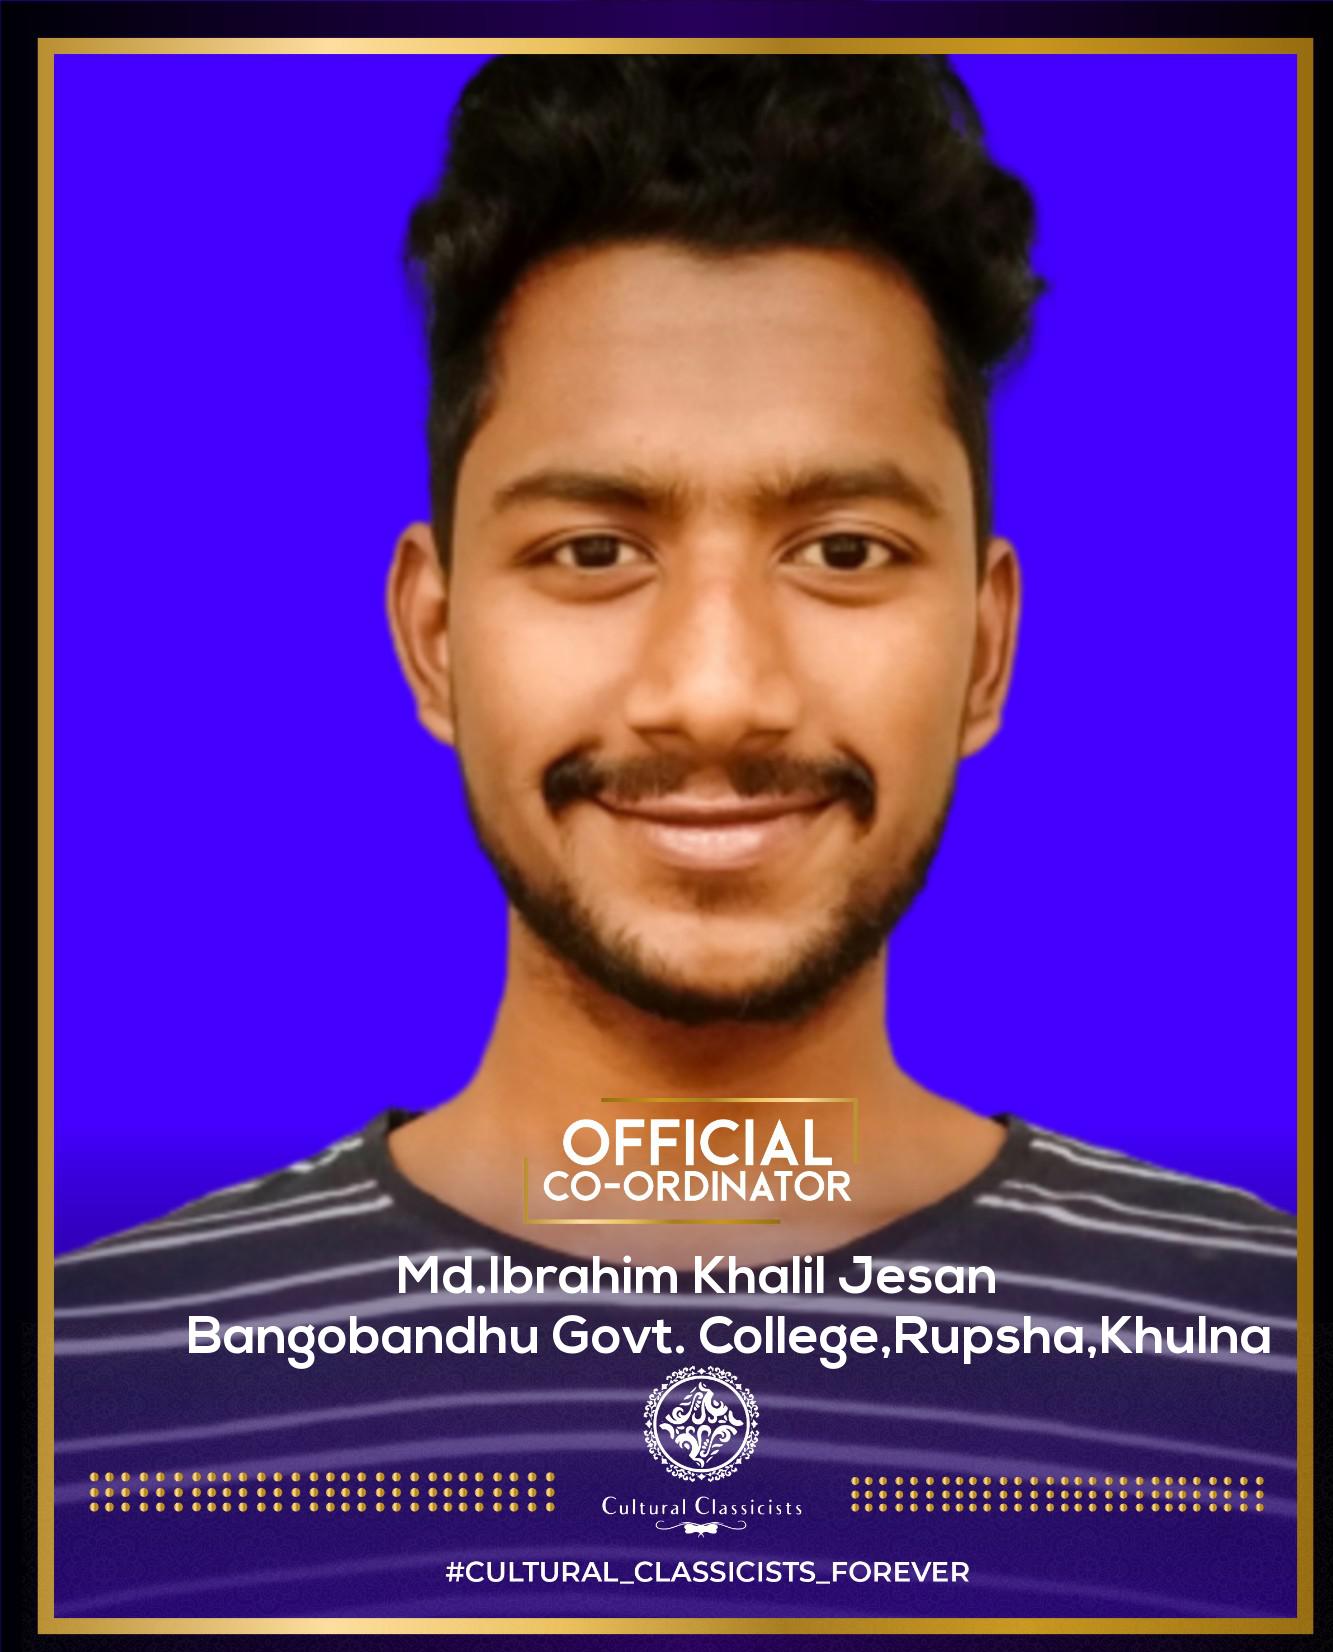 OFFICIAL
CO-ORDINATOR
Md.Ibrahim Khalil Jesan
Bangobandhu Govt. College,Rupsha,Khulna
Cultural Classicists
#CULTURAL_CLASSICISTS_FOREVER